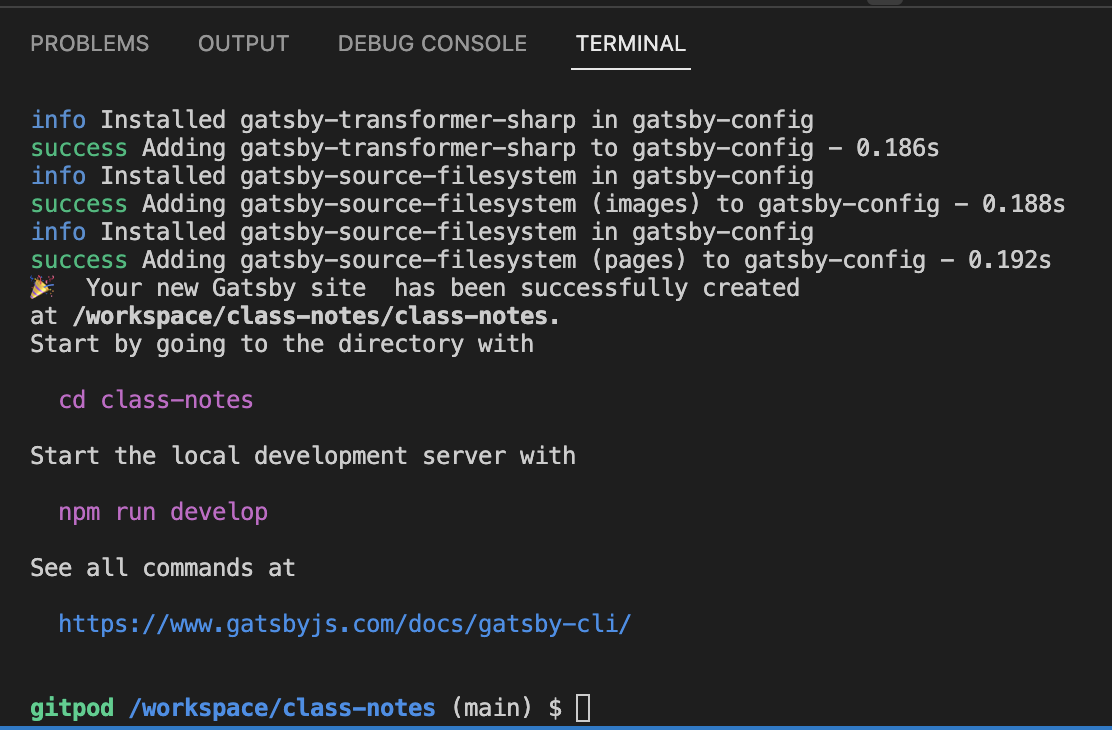 PROBLEMS OUTPUT DEBUG CONSOLE TERMINAL
info Installed gatsby-transformer-sharp in gatsby-config
success Adding gatsby-transformer-sharp to gatsby-config - 0.186s
info Installed gatsby-source-filesystem in gatsby-config
success Adding gatsby-source-filesystem (images) to gatsby-config - 0.188s
info Installed gatsby-source-filesystem in gatsby-config
success Adding gatsby-source-filesystem (pages) to gatsby-config - 0.192s
🎉  Your new Gatsby site  has been successfully created
at /workspace/class-notes/class-notes.
Start by going to the directory with
cd class-notes
Start the local development server with
npm run develop
See all commands at
https://www.gatsbyjs.com/docs/gatsby-cli/
gitpod /workspace/class-notes (main) $